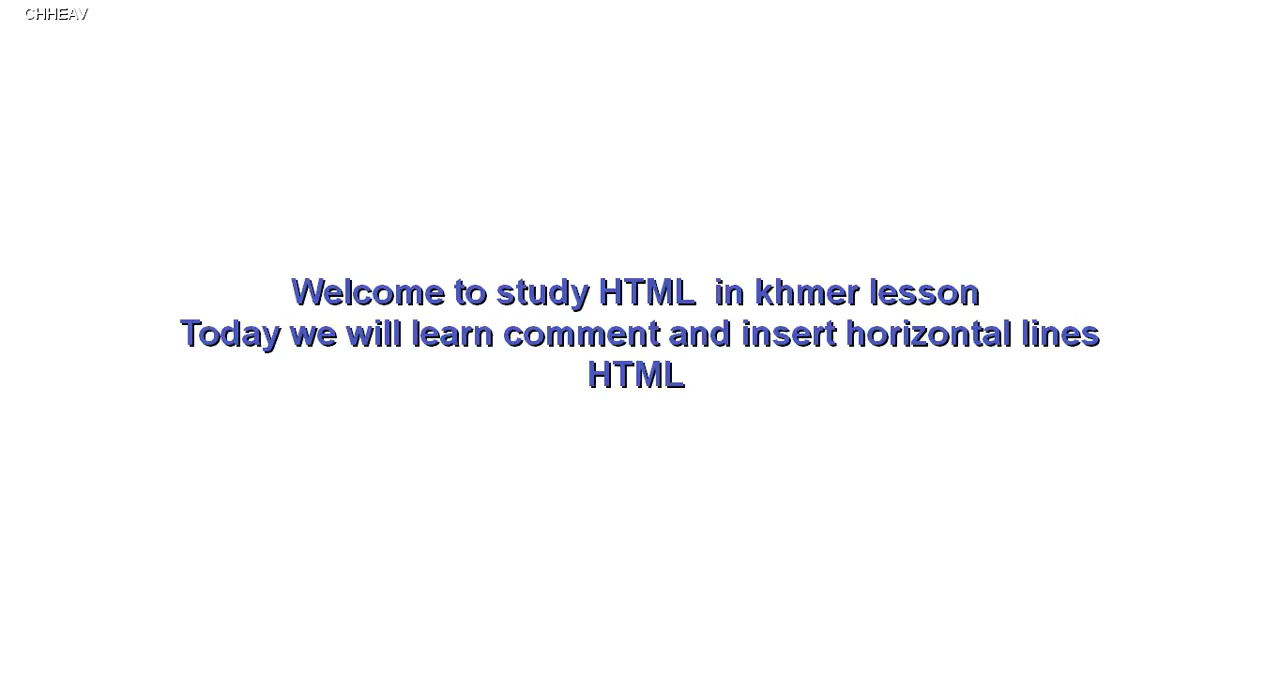 CHHEAV
Welcome to study HTML  in khmer lesson
Today we will learn comment and insert horizontal lines
HTML